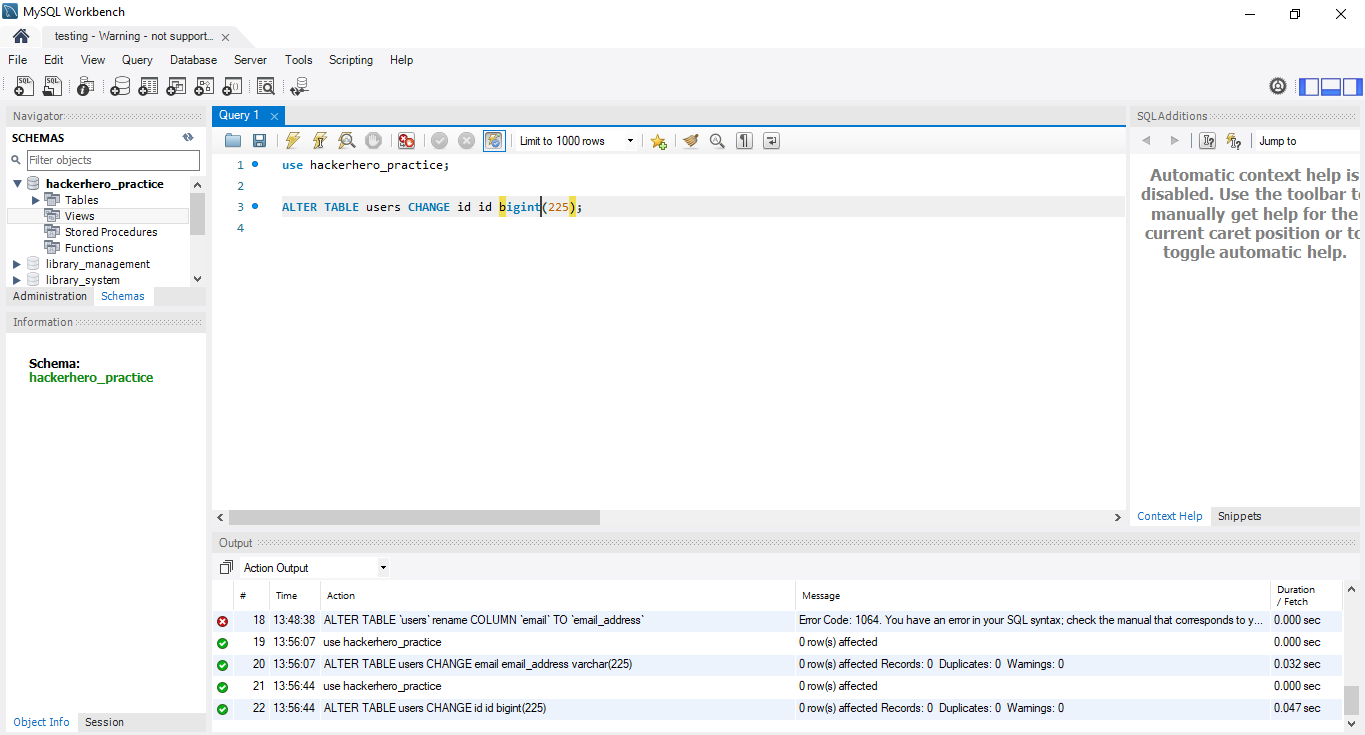 MySQL Workbench
testing - Warning - not support...
File Edit View Query Database Server Tools Scripting Help
Navigator
SCHEMAS
Filter objects
hackerhero_practice
Tables
Views
Stored Procedures
Functions
library_management
library_system
Administration Schemas
Information
Schema:
hackerhero_practice
Object Info Session
Query 1
Limit to 1000 rows
1 use hackerhero_practice;
2
3 ALTER TABLE users CHANGE id id bigint(225);
4
SQLAdditions
Jump to
Automatic context help is
disabled. Use the toolbar to
manually get help for the
current caret position or to
toggle automatic help.
Context Help Snippets
Output
Action Output
# Time Action Message Duration / Fetch
18 13:48:38 ALTER TABLE `users` rename COLUMN `email` TO `email_address` Error Code: 1064. You have an error in your SQL syntax; check the manual that corresponds to y... 0.000 sec
19 13:56:07 use hackerhero_practice 0 row(s) affected 0.000 sec
20 13:56:07 ALTER TABLE users CHANGE email email_address varchar(225) 0 row(s) affected Records: 0 Duplicates: 0 Warnings: 0 0.032 sec
21 13:56:44 use hackerhero_practice 0 row(s) affected 0.000 sec
22 13:56:44 ALTER TABLE users CHANGE id id bigint(225) 0 row(s) affected Records: 0 Duplicates: 0 Warnings: 0 0.047 sec